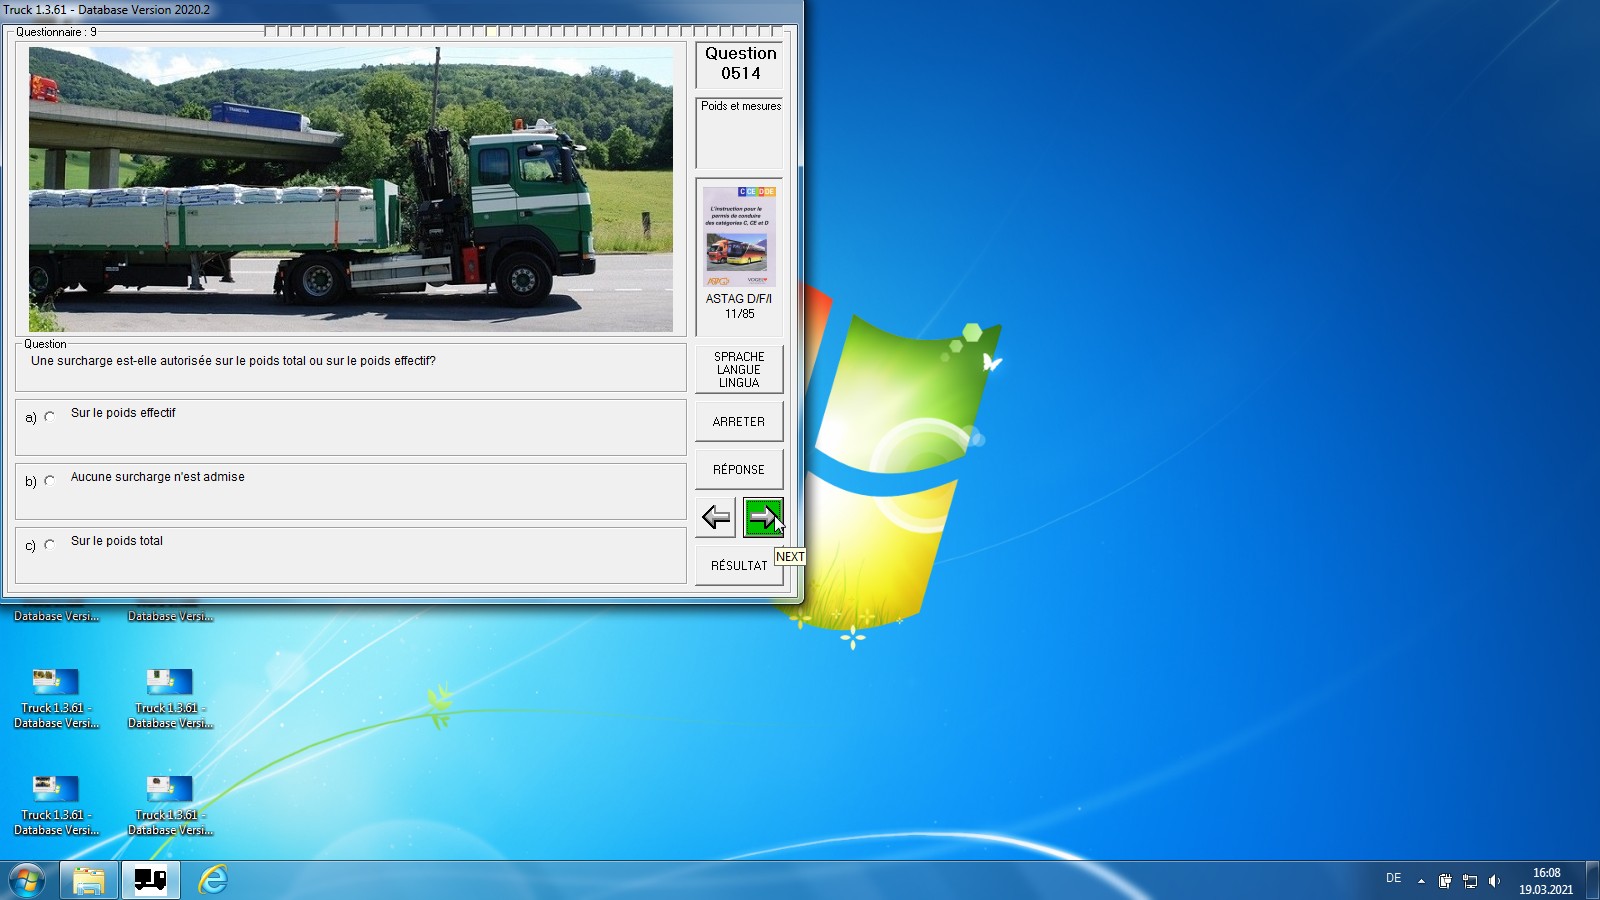 Truck 1.3.61 - Database Version 2020.2
Questionnaire : 9
Question
0514
Poids et mesures
C CE D DE
L'instruction pour le
permis de conduire
des catégories C, CE et D
ASTAG D/F/I
11/85
Question
Une surcharge est-elle autorisée sur le poids total ou sur le poids effectif?
SPRACHE
LANGUE
LINGUA
a) Sur le poids effectif
ARRETER
b) Aucune surcharge n'est admise
RÉPONSE
c) Sur le poids total
NEXT
RÉSULTAT
Database Versi...
Database Versi...
Truck 1.3.61 -
Database Versi...
Truck 1.3.61 -
Database Versi...
Truck 1.3.61 -
Database Versi...
Truck 1.3.61 -
Database Versi...
DE
16:08
19.03.2021